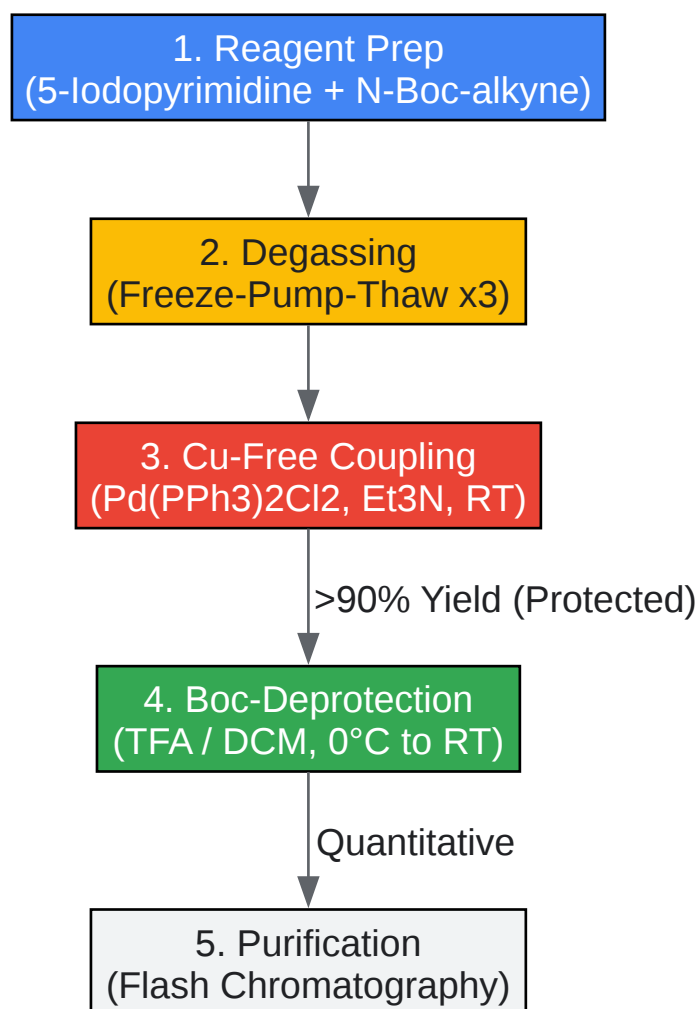 1. Reagent Prep
(5-Iodopyrimidine + N-Boc-alkyne)
2. Degassing
(Freeze-Pump-Thaw x3)
3. Cu-Free Coupling
(Pd(PPh3)2Cl2, Et3N, RT)
>90% Yield (Protected)
4. Boc-Deprotection
(TFA / DCM, 0°C to RT)
Quantitative
5. Purification
(Flash Chromatography)